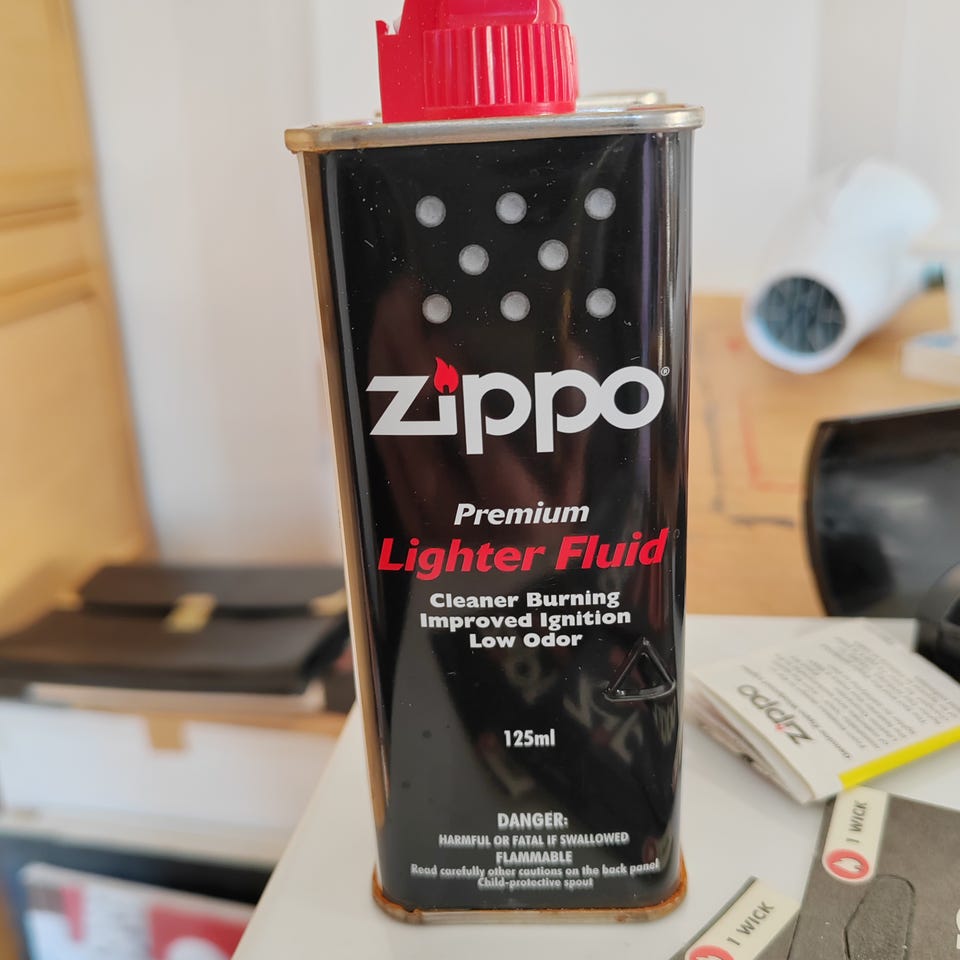 zippo®
Premium
Lighter Fluid
Cleaner Burning
Improved Ignition
Low Odor
125ml
DANGER:
HARMFUL OR FATAL IF SWALLOWED
FLAMMABLE
Read carefully other cautions on the back panel
Child-protective spout
zippo
1 WICK
1 WICK